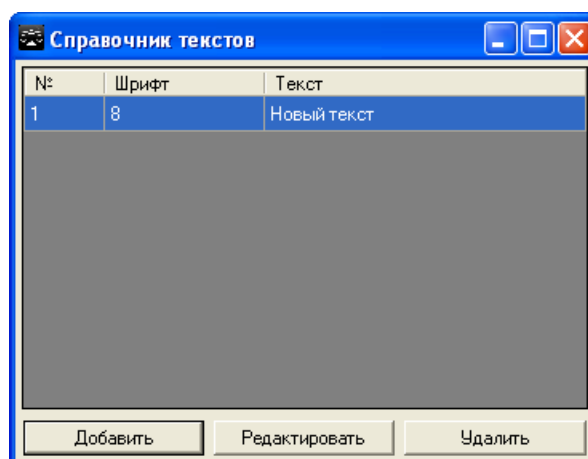 Справочник текстов
№ Шрифт Текст
1 8 Новый текст
Добавить Редактировать Удалить